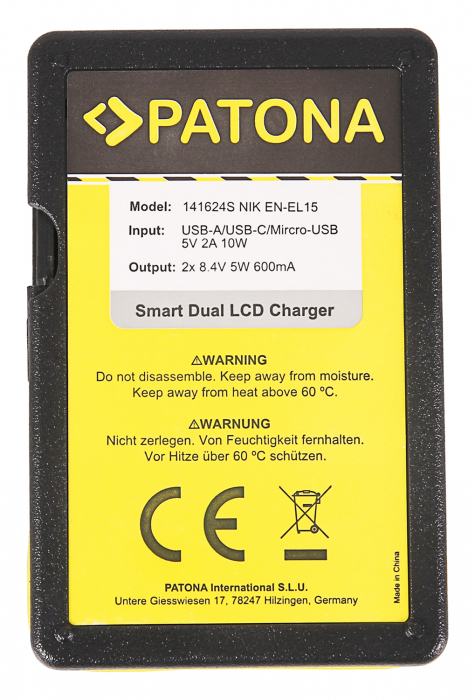 PATONA
Model: 141624S NIK EN-EL15
Input: USB-A/USB-C/Mircro-USB
5V 2A 10W
Output: 2x 8.4V 5W 600mA
Smart Dual LCD Charger
⚠WARNING
Do not disassemble. Keep away from moisture.
Keep away from heat above 60 ºC.
⚠WARNUNG
Nicht zerlegen. Von Feuchtigkeit fernhalten.
Vor Hitze über 60 ºC schützen.
CE
PATONA International S.L.U.
Untere Giesswiesen 17, 78247 Hilzingen, Germany
Made in China